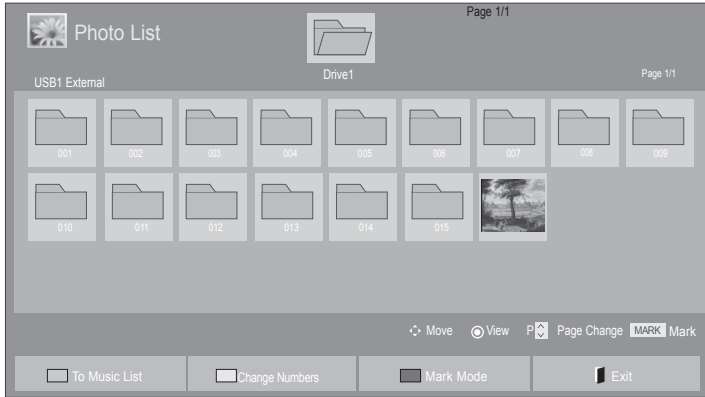 Page 1/1
Photo List
Drive1
USB1 External
Page 1/1
001 002 003 004 005 006 007 008 009
010 011 012 013 014 015
Move View P Page Change MARK Mark
To Music List Change Numbers Mark Mode Exit